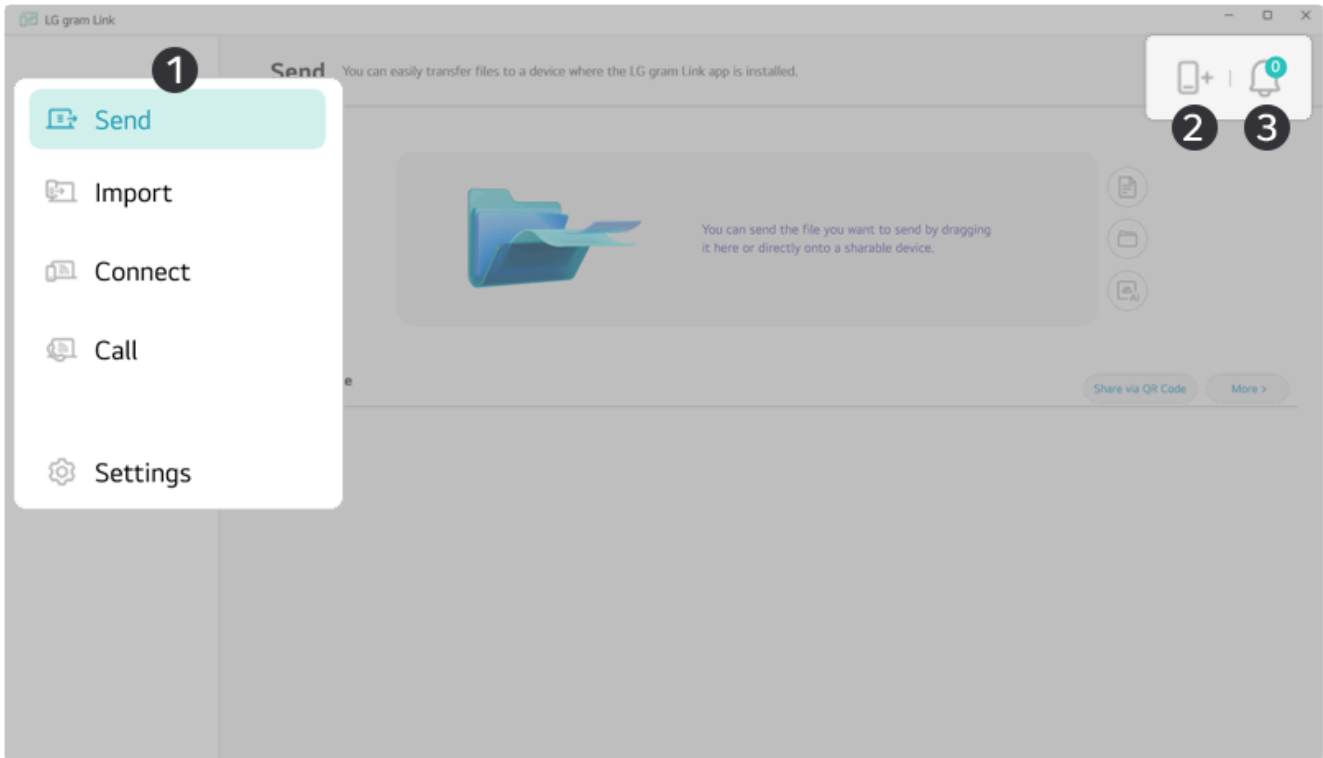 LG gram Link
1
Send You can easily transfer files to a device where the LG gram Link app is installed.
0
2 3
Send
Import
Connect
Call
Settings
You can send the file you want to send by dragging
it here or directly onto a sharable device.
AI
e
Share via QR Code
More >